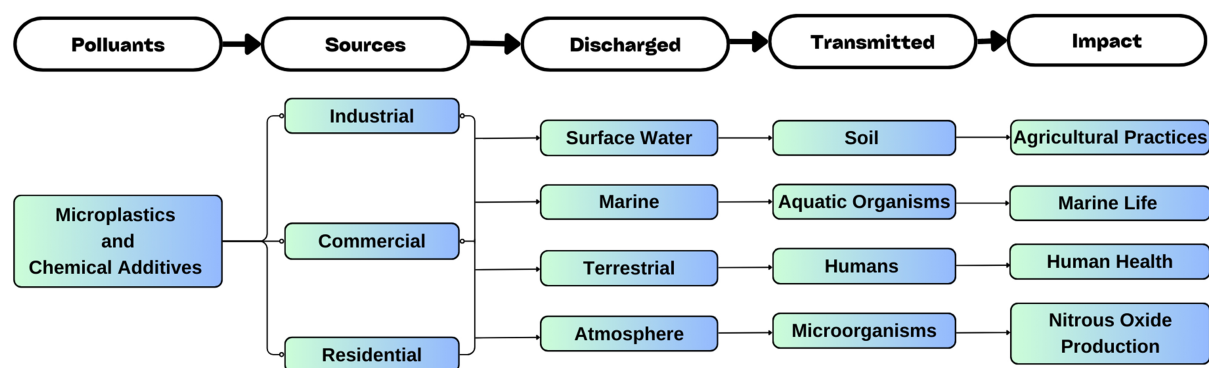 Polluants
Sources
Discharged
Transmitted
Impact
Microplastics
and
Chemical Additives
Industrial
Commercial
Residential
Surface Water
Marine
Terrestrial
Atmosphere
Soil
Aquatic Organisms
Humans
Microorganisms
Agricultural Practices
Marine Life
Human Health
Nitrous Oxide
Production